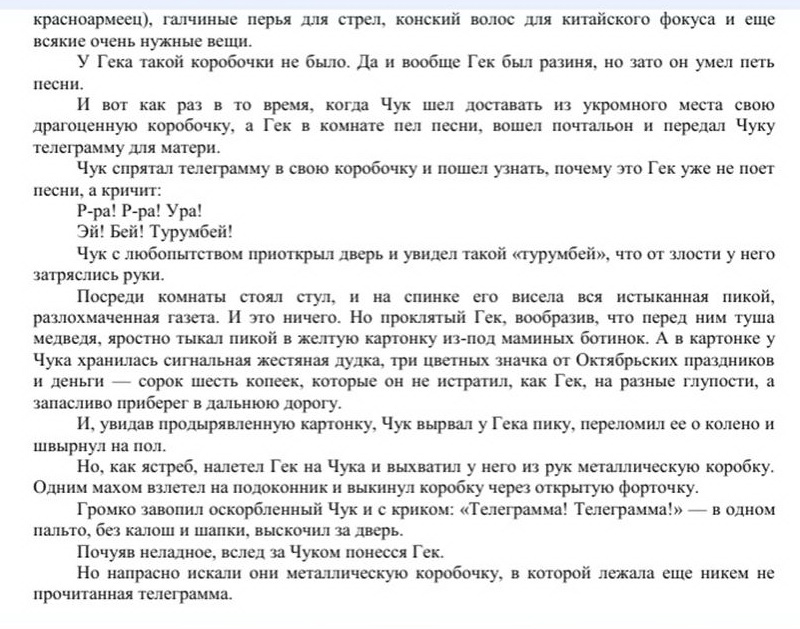 красноармеец), галчиные перья для стрел, конский волос для китайского фокуса и еще
всякие очень нужные вещи.
У Гека такой коробочки не было. Да и вообще Гек был разиня, но зато он умел петь
песни.
И вот как раз в то время, когда Чук шел доставать из укромного места свою
драгоценную коробочку, а Гек в комнате пел песни, вошел почтальон и передал Чуку
телеграмму для матери.
Чук спрятал телеграмму в свою коробочку и пошел узнать, почему это Гек уже не поет
песни, а кричит:
Р-ра! Р-ра! Ура!
Эй! Бей! Турумбей!
Чук с любопытством приоткрыл дверь и увидел такой «турумбей», что от злости у него
затряслись руки.
Посреди комнаты стоял стул, и на спинке его висела вся истыканная пикой,
разлохмаченная газета. И это ничего. Но проклятый Гек, вообразив, что перед ним туша
медведя, яростно тыкал пикой в желтую картонку из-под маминых ботинок. А в картонке у
Чука хранилась сигнальная жестяная дудка, три цветных значка от Октябрьских праздников
и деньги — сорок шесть копеек, которые он не истратил, как Гек, на разные глупости, а
запасливо приберег в дальнюю дорогу.
И, увидав продырявленную картонку, Чук вырвал у Гека пику, переломил ее о колено и
швырнул на пол.
Но, как ястреб, налетел Гек на Чука и выхватил у него из рук металлическую коробку.
Одним махом взлетел на подоконник и выкинул коробку через открытую форточку.
Громко завопил оскорбленный Чук и с криком: «Телеграмма! Телеграмма!» — в одном
пальто, без калош и шапки, выскочил за дверь.
Почуяв неладное, вслед за Чуком понесся Гек.
Но напрасно искали они металлическую коробочку, в которой лежала еще никем не
прочитанная телеграмма.